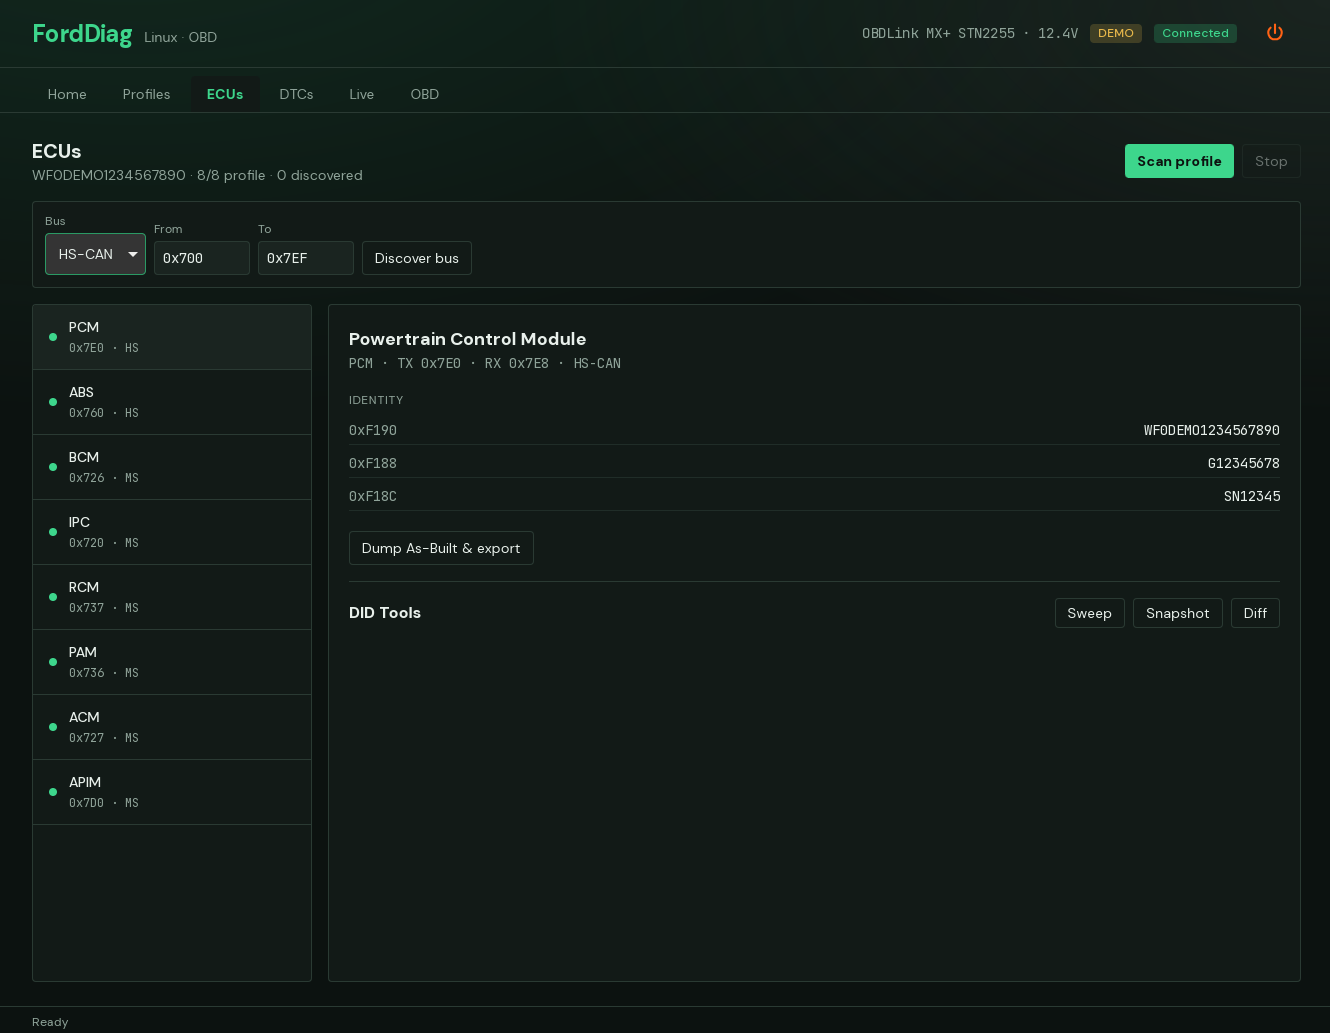 FordDiag Linux · OBD
OBDLink MX+ STN2255 · 12.4V DEMO Connected
Home Profiles ECUs DTCs Live OBD
ECUs
WF0DEMO1234567890 · 8/8 profile · 0 discovered
Scan profile Stop
Bus From To
HS-CAN 0x700 0x7EF Discover bus
PCM
0x7E0 · HS
ABS
0x760 · HS
BCM
0x726 · MS
IPC
0x720 · MS
RCM
0x737 · MS
PAM
0x736 · MS
ACM
0x727 · MS
APIM
0x7D0 · MS
Powertrain Control Module
PCM · TX 0x7E0 · RX 0x7E8 · HS-CAN
IDENTITY
0xF190 WF0DEMO1234567890
0xF188 G12345678
0xF18C SN12345
Dump As-Built & export
DID Tools Sweep Snapshot Diff
Ready